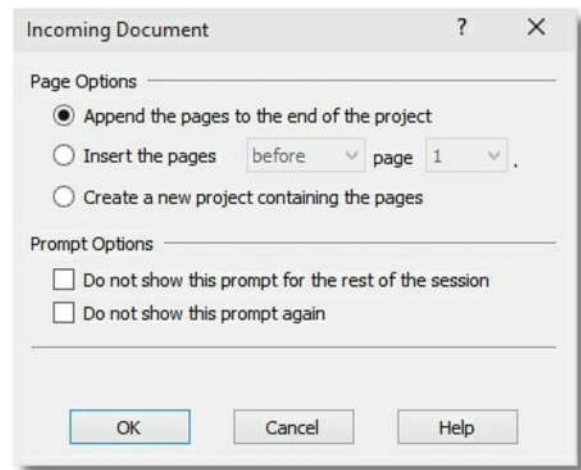 Incoming Document ?
Page Options
Append the pages to the end of the project
Insert the pages before page 1 .
Create a new project containing the pages
Prompt Options
Do not show this prompt for the rest of the session
Do not show this prompt again
OK Cancel Help